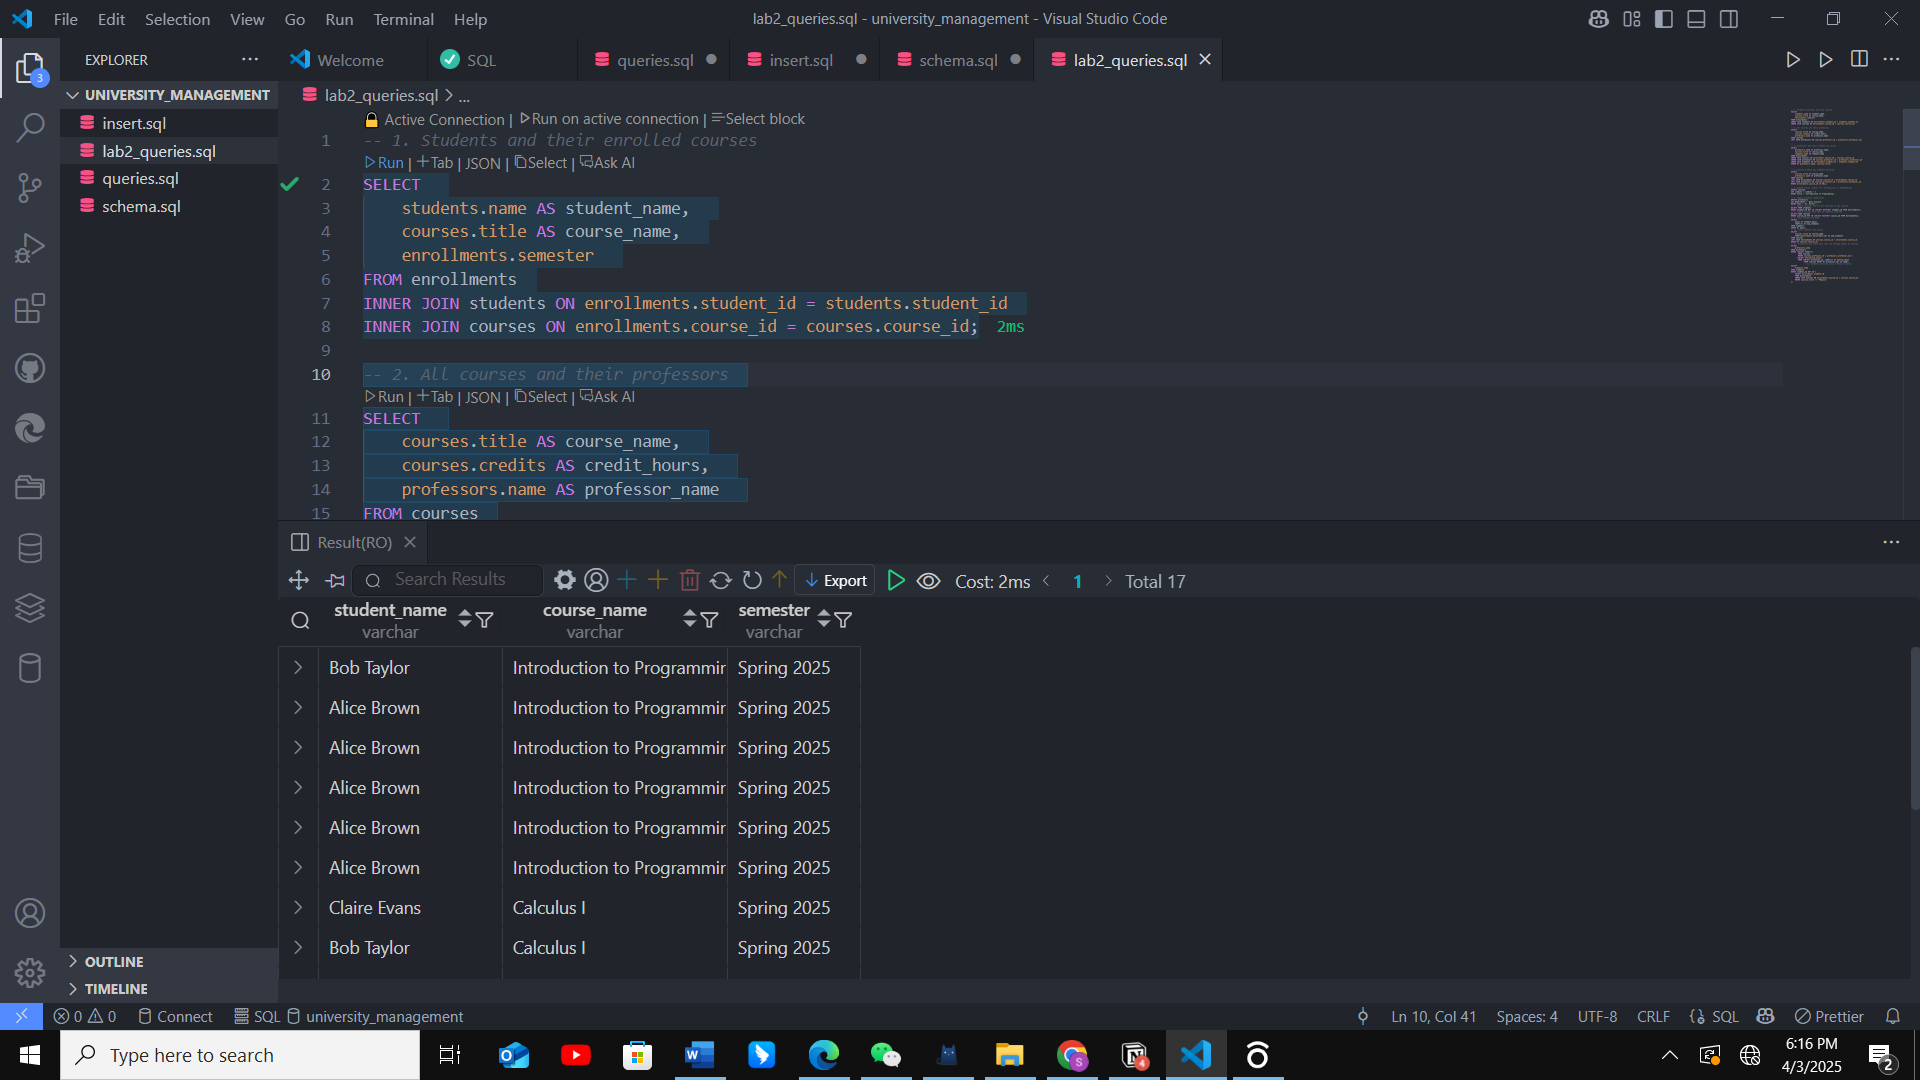 File Edit Selection View Go Run Terminal Help
lab2_queries.sql - university_management - Visual Studio Code
EXPLORER
Welcome
SQL
queries.sql
insert.sql
schema.sql
lab2_queries.sql
UNIVERSITY_MANAGEMENT
insert.sql
lab2_queries.sql
queries.sql
schema.sql
3
lab2_queries.sql > ...
Active Connection | Run on active connection | Select block
1 -- 1. Students and their enrolled courses
Run | Tab | JSON | Select | Ask AI
2 SELECT
3 students.name AS student_name,
4 courses.title AS course_name,
5 enrollments.semester
6 FROM enrollments
7 INNER JOIN students ON enrollments.student_id = students.student_id
8 INNER JOIN courses ON enrollments.course_id = courses.course_id; 2ms
9
10 -- 2. All courses and their professors
Run | Tab | JSON | Select | Ask AI
11 SELECT
12 courses.title AS course_name,
13 courses.credits AS credit_hours,
14 professors.name AS professor_name
15 FROM courses
Result(RO)
Search Results
Export
Cost: 2ms < 1 > Total 17
student_name course_name semester
varchar varchar varchar
Bob Taylor Introduction to Programmin Spring 2025
Alice Brown Introduction to Programmin Spring 2025
Alice Brown Introduction to Programmin Spring 2025
Alice Brown Introduction to Programmin Spring 2025
Alice Brown Introduction to Programmin Spring 2025
Alice Brown Introduction to Programmin Spring 2025
Claire Evans Calculus I Spring 2025
Bob Taylor Calculus I Spring 2025
OUTLINE
TIMELINE
0 0 Connect SQL university_management
Ln 10, Col 41 Spaces: 4 UTF-8 CRLF SQL Prettier
Type here to search
4
6:16 PM
4/3/2025
2